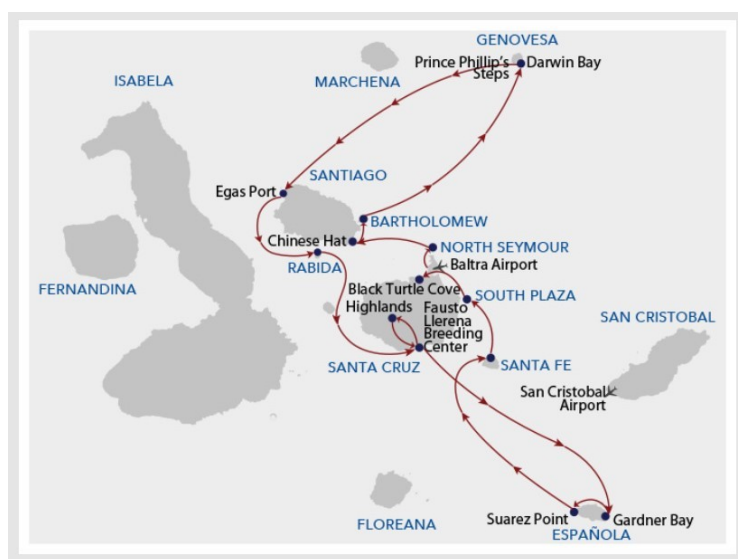 GENOVESA
Prince Phillip's
Steps
Darwin Bay
MARCHENA
ISABELA
SANTIAGO
Egas Port
BARTHOLOMEW
Chinese Hat
NORTH SEYMOUR
RABIDA
Baltra Airport
FERNANDINA
Black Turtle Cove
SOUTH PLAZA
Highlands
Fausto
Llerena
Breeding
Center
SAN CRISTOBAL
SANTA CRUZ
SANTA FE
San Cristobal
Airport
Suarez Point
Gardner Bay
FLOREANA
ESPAÑOLA